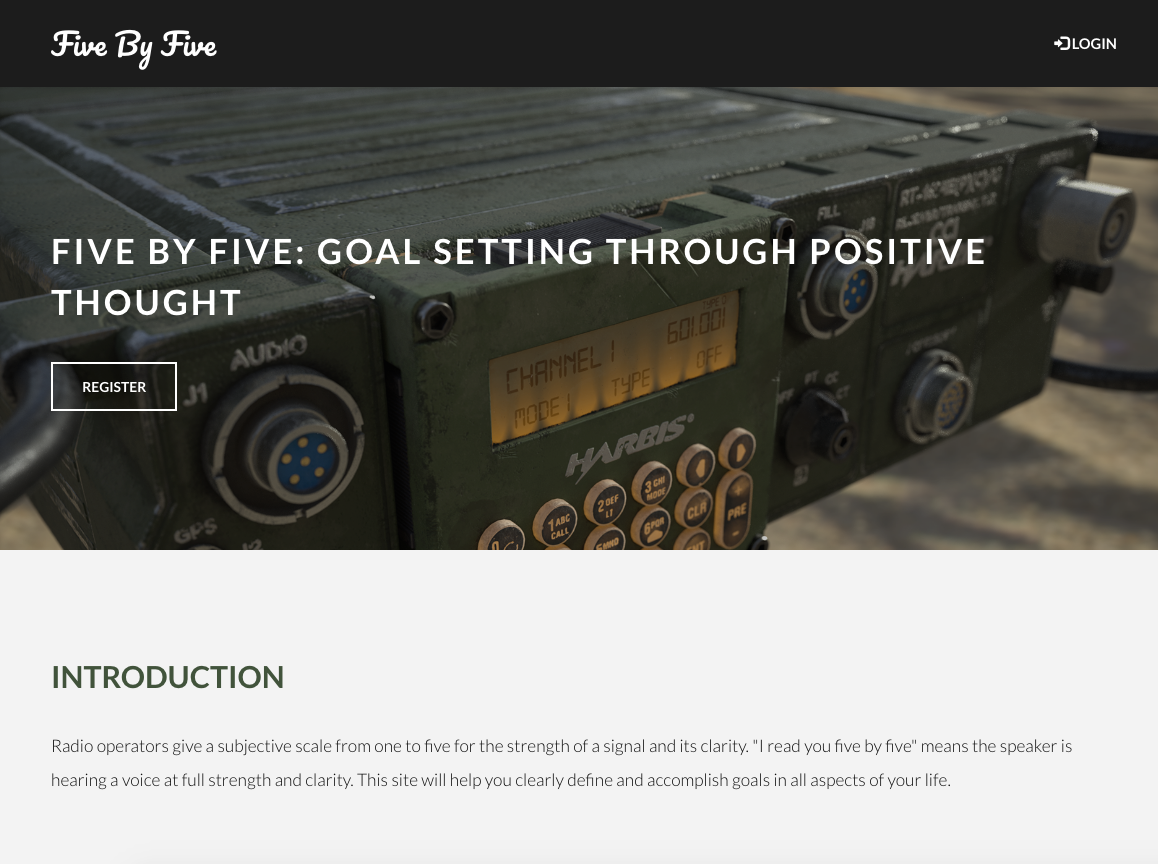 Five By Five
LOGIN
FIVE BY FIVE: GOAL SETTING THROUGH POSITIVE
THOUGHT
REGISTER
AUDIO
J1
GPS
J2
CHANNEL 1
601.001
MODE 1
TYPE
OFF
HARRIS
FILL
PT
CC
CT
1 ABC
CALL
2 DEF
LT
3 GHI
MODE
CLR
PRE
INTRODUCTION
Radio operators give a subjective scale from one to five for the strength of a signal and its clarity. "I read you five by five" means the speaker is
hearing a voice at full strength and clarity. This site will help you clearly define and accomplish goals in all aspects of your life.